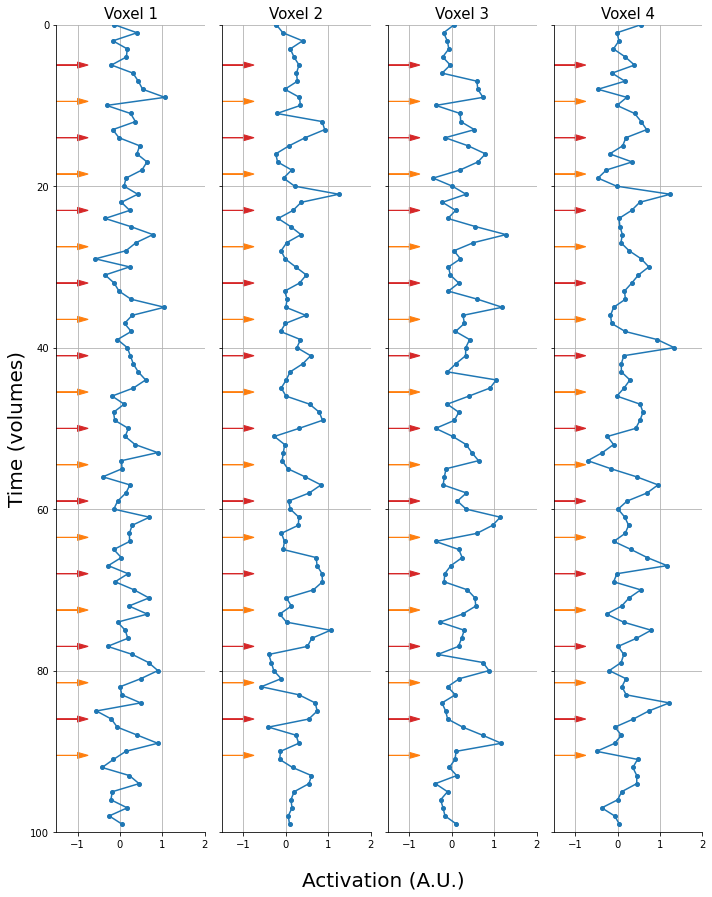 Voxel 1 Voxel 2 Voxel 3 Voxel 4
0
20
40
60
80
100
Time (volumes)
−1 0 1 2 −1 0 1 2 −1 0 1 2 −1 0 1 2
Activation (A.U.)